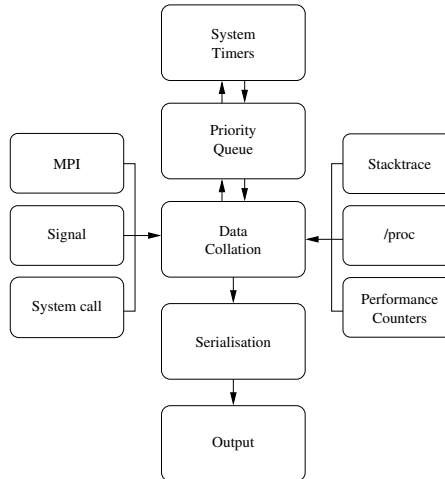 System
Timers
Priority
Queue
MPI
Stacktrace
Signal
Data
Collation
/proc
System call
Performance
Counters
Serialisation
Output